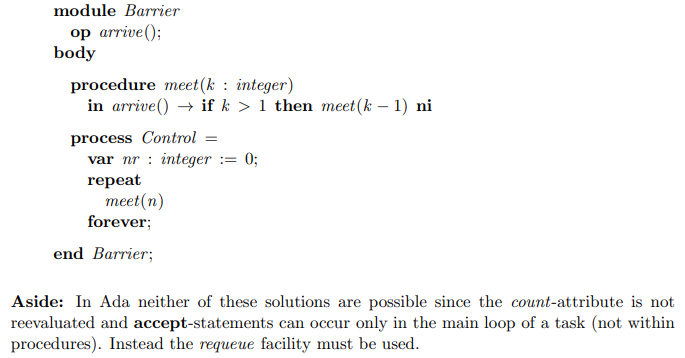 module Barrier
op arrive();
body
procedure meet(k : integer)
in arrive() → if k > 1 then meet(k − 1) ni
process Control =
var nr : integer := 0;
repeat
meet(n)
forever;
end Barrier;
Aside: In Ada neither of these solutions are possible since the count-attribute is not
reevaluated and accept-statements can occur only in the main loop of a task (not within
procedures). Instead the requeue facility must be used.